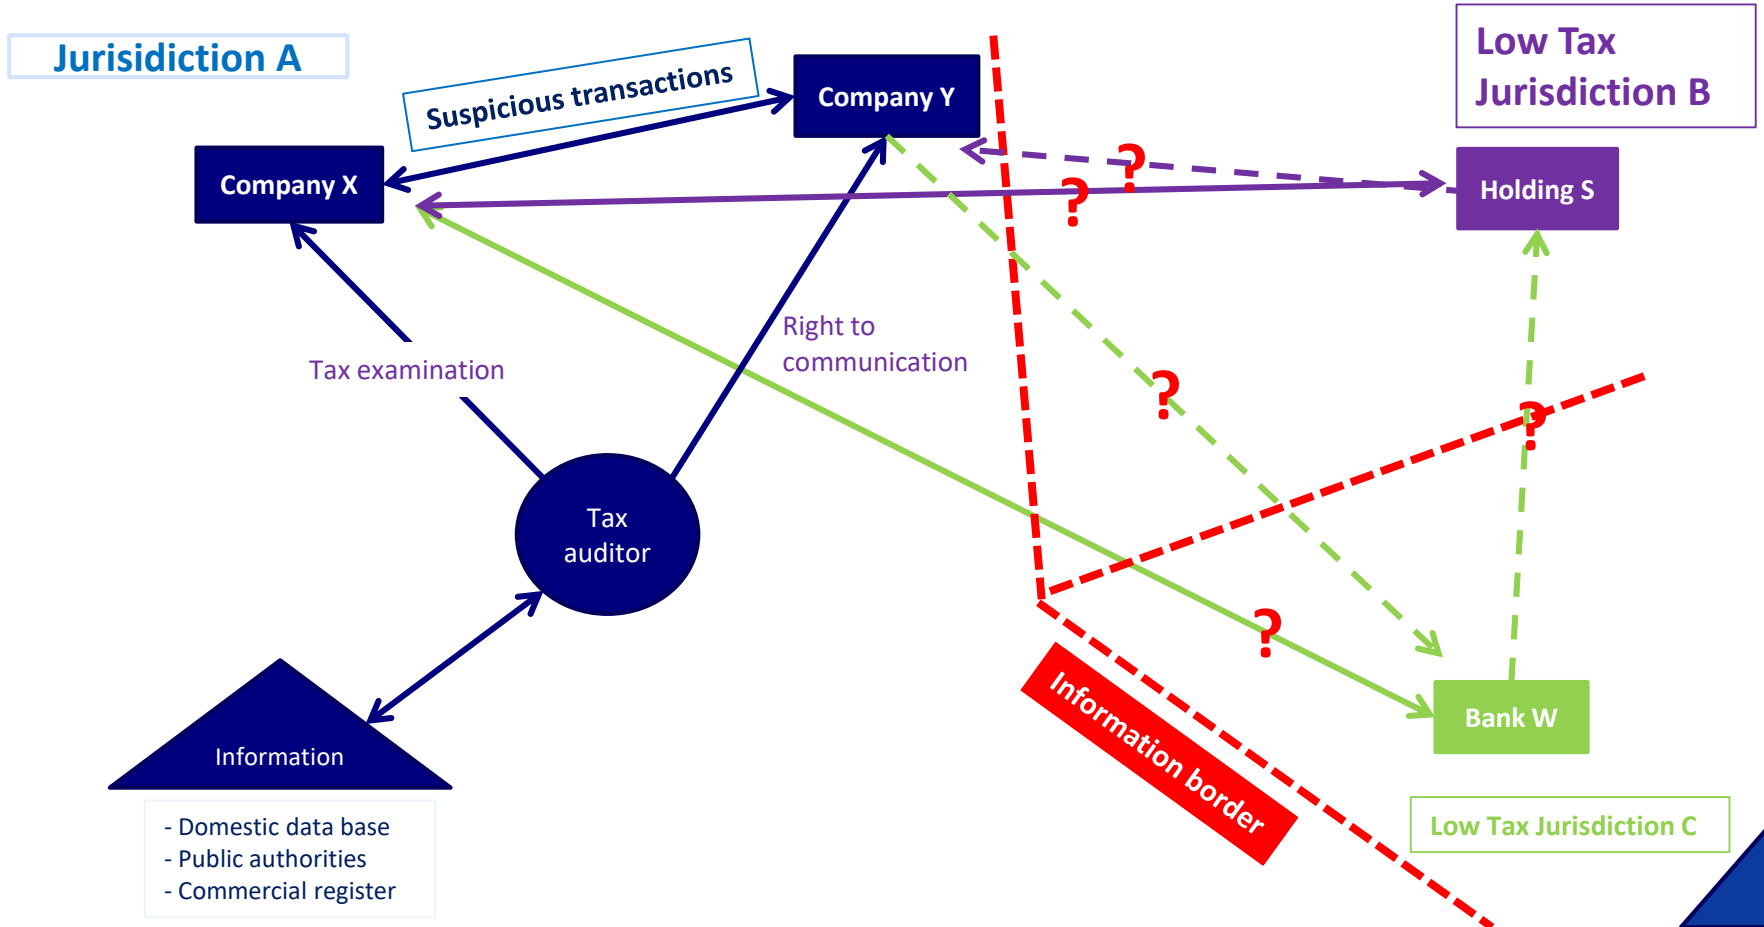 Jurisidiction A
Suspicious transactions
Company Y
Low Tax
Jurisdiction B
Company X
?
?
Holding S
Right to
communication
Tax examination
?
?
Tax
auditor
?
Information border
Bank W
Information
Low Tax Jurisdiction C
- Domestic data base
- Public authorities
- Commercial register